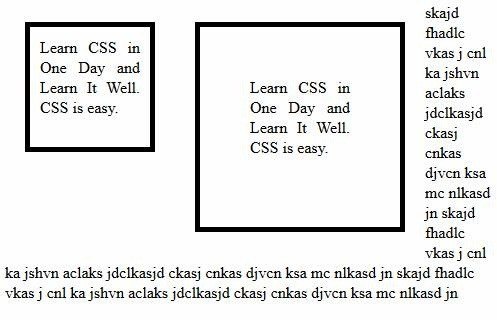 Learn CSS in
One Day and
Learn It Well.
CSS is easy.
Learn CSS in
One Day and
Learn It Well.
CSS is easy.
skajd
fhadlc
vkas j cnl
ka jshvn
aclaks
jdclkasjd
ckasj
cnkas
djvcn ksa
mc nlkasd
jn skajd
fhadlc
vkas j cnl
ka jshvn aclaks jdclkasjd ckasj cnkas djvcn ksa mc nlkasd jn skajd fhadlc
vkas j cnl ka jshvn aclaks jdclkasjd ckasj cnkas djvcn ksa mc nlkasd jn